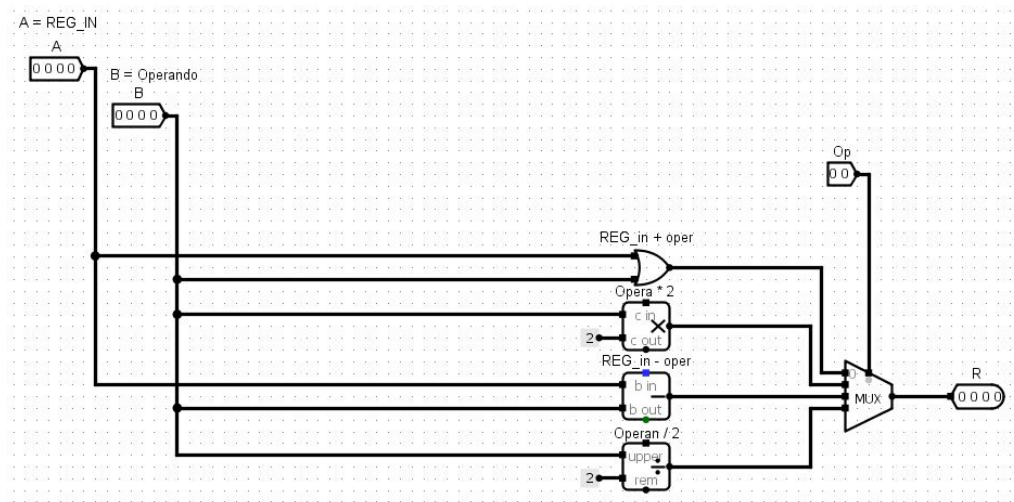 A = REG_IN
A
0 0 0 0
B = Operando
B
0 0 0 0
Op
0 0
REG_in + oper
Opera * 2
c in
2
c out
REG_in - oper
b in
b out
Operan / 2
upper
2
rem
0
MUX
R
0 0 0 0